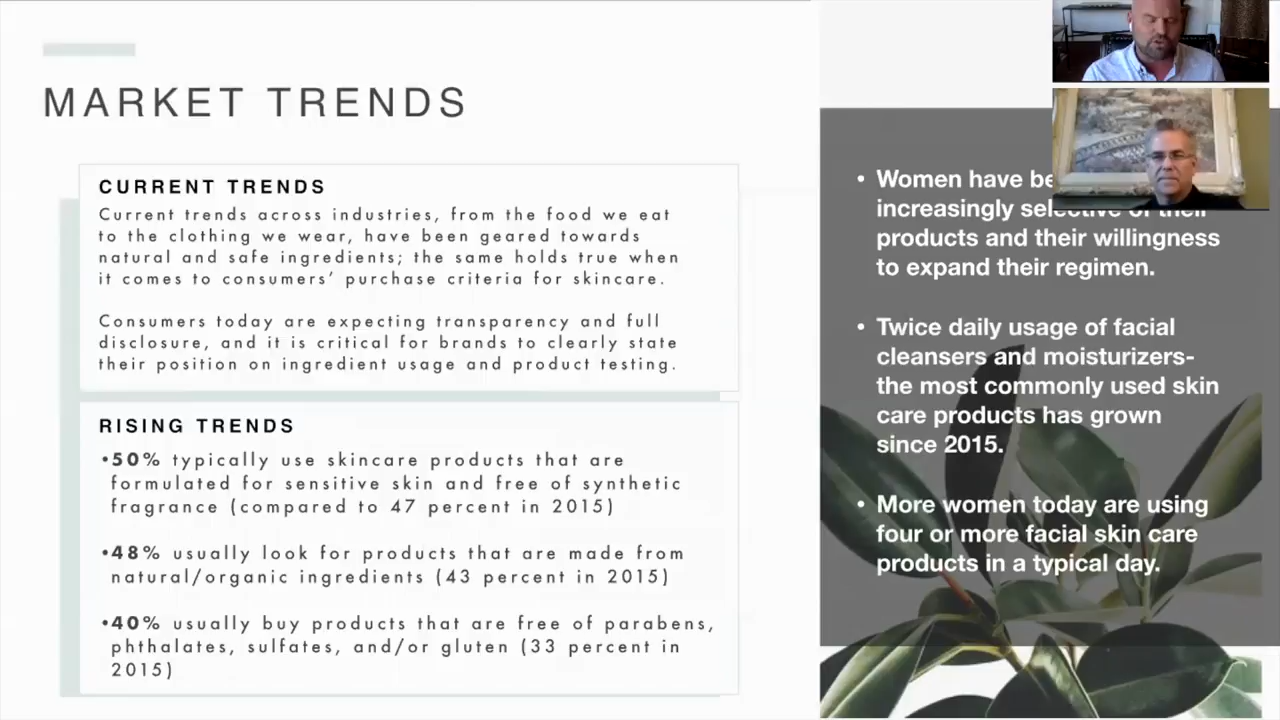 MARKET TRENDS
CURRENT TRENDS
Current trends across industries, from the food we eat
to the clothing we wear, have been geared towards
natural and safe ingredients; the same holds true when
it comes to consumers’ purchase criteria for skincare.
Consumers today are expecting transparency and full
disclosure, and it is critical for brands to clearly state
their position on ingredient usage and product testing.
RISING TRENDS
•50% typically use skincare products that are
formulated for sensitive skin and free of synthetic
fragrance (compared to 47 percent in 2015)
•48% usually look for products that are made from
natural/organic ingredients (43 percent in 2015)
•40% usually buy products that are free of parabens,
phthalates, sulfates, and/or gluten (33 percent in
2015)
• Women have
increasingly selective of their
products and their willingness
to expand their regimen.
• Twice daily usage of facial
cleansers and moisturizers-
the most commonly used skin
care products has grown
since 2015.
• More women today are using
four or more facial skin care
products in a typical day.